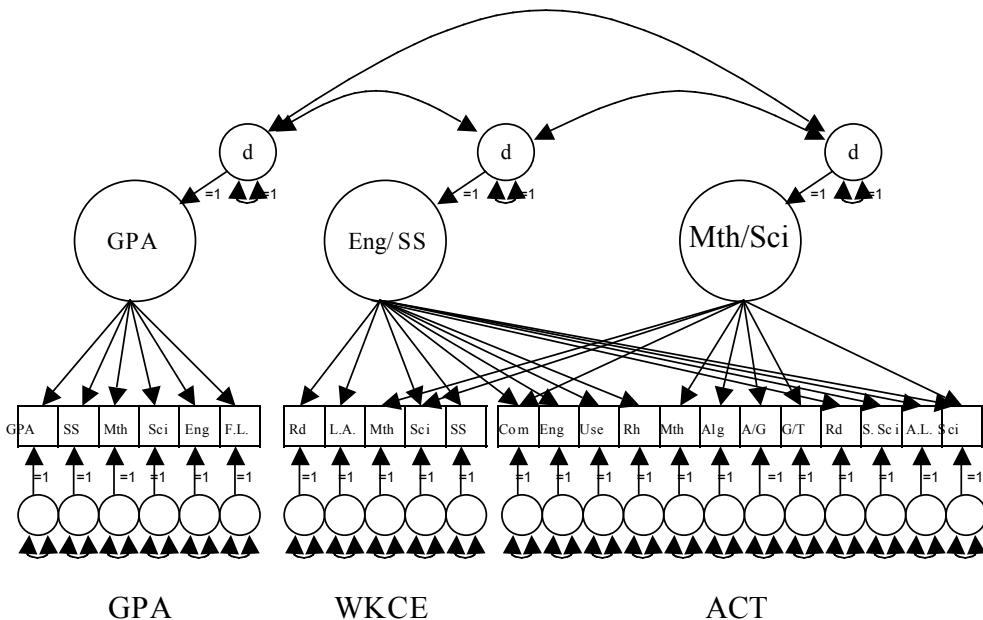 d d d
=1 =1 =1 =1 =1 =1
GPA Eng/ SS Mth/Sci
GPA SS Mth Sci Eng F.L. Rd L.A. Mth Sci SS Com Eng Use Rh Mth Alg A/G G/T Rd S. Sci A.L. Sci
=1 =1 =1 =1 =1 =1 =1 =1 =1 =1 =1 =1 =1 =1 =1 =1 =1 =1 =1 =1 =1 =1 =1
GPA WKCE ACT